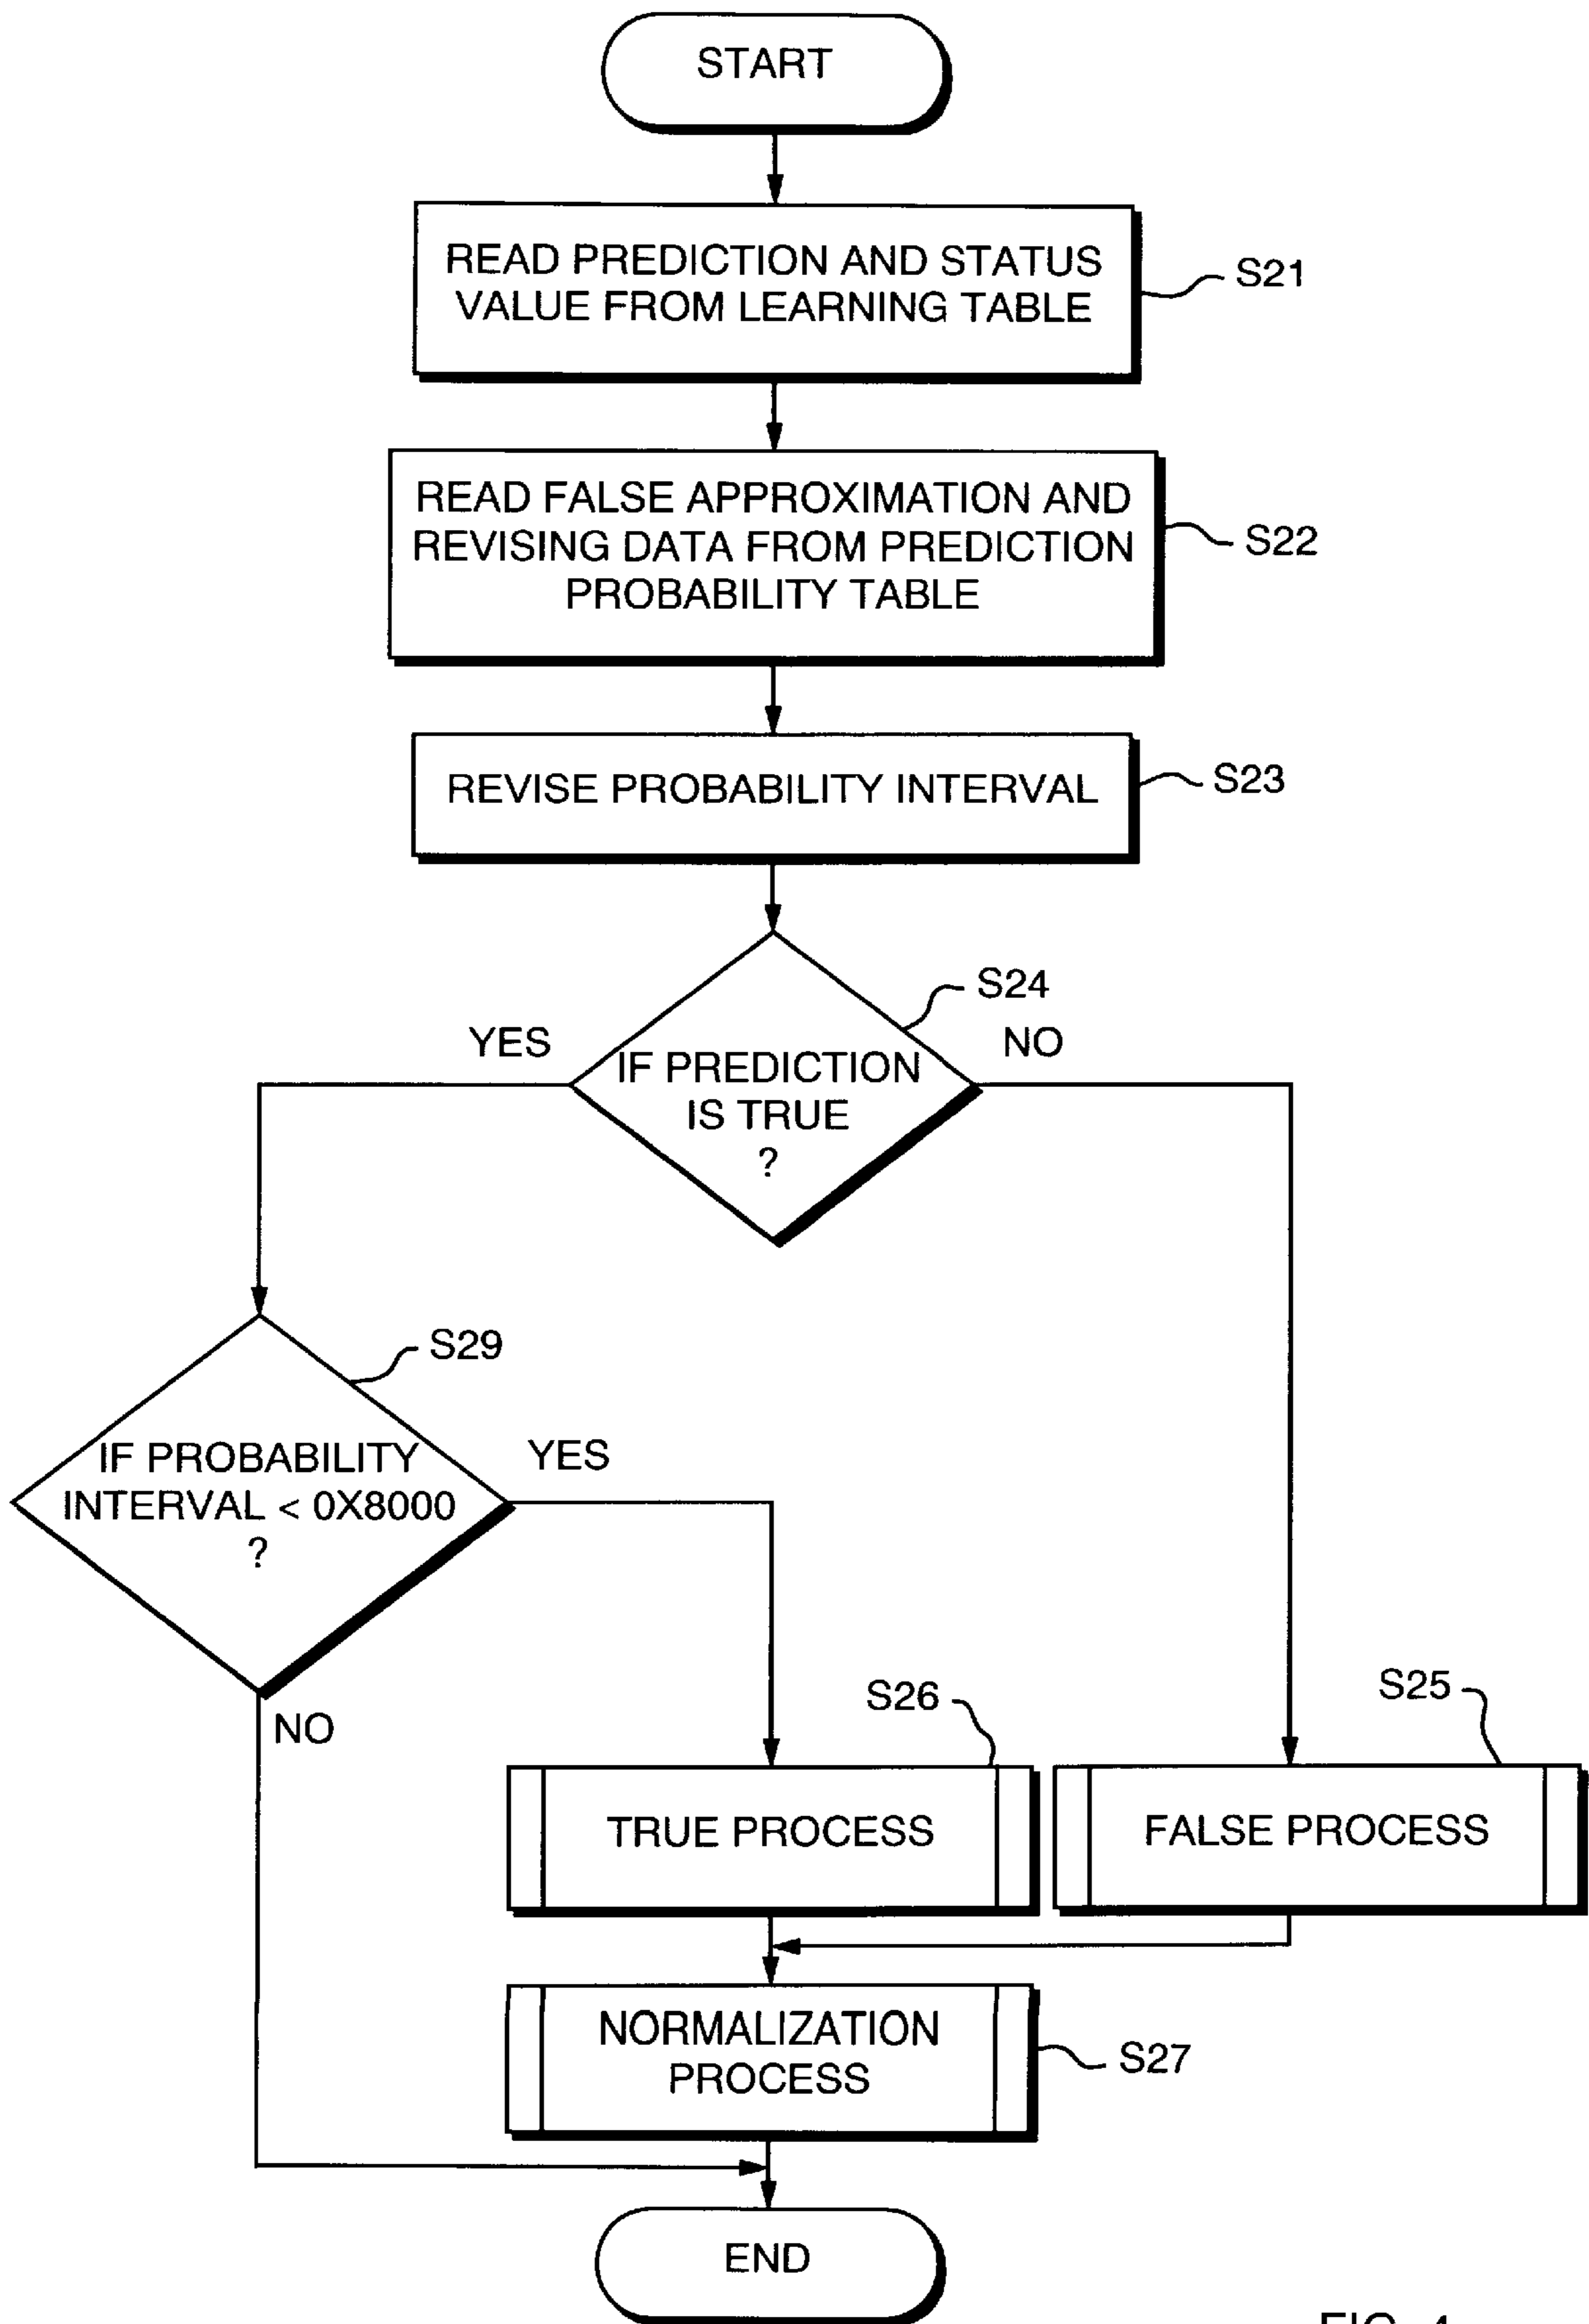 START
READ PREDICTION AND STATUS
VALUE FROM LEARNING TABLE
S21
READ FALSE APPROXIMATION AND
REVISING DATA FROM PREDICTION
PROBABILITY TABLE
S22
REVISE PROBABILITY INTERVAL
S23
S24
YES
NO
IF PREDICTION
IS TRUE
?
S29
IF PROBABILITY
INTERVAL < 0X8000
?
YES
NO
S26
S25
TRUE PROCESS
FALSE PROCESS
NORMALIZATION
PROCESS
S27
END